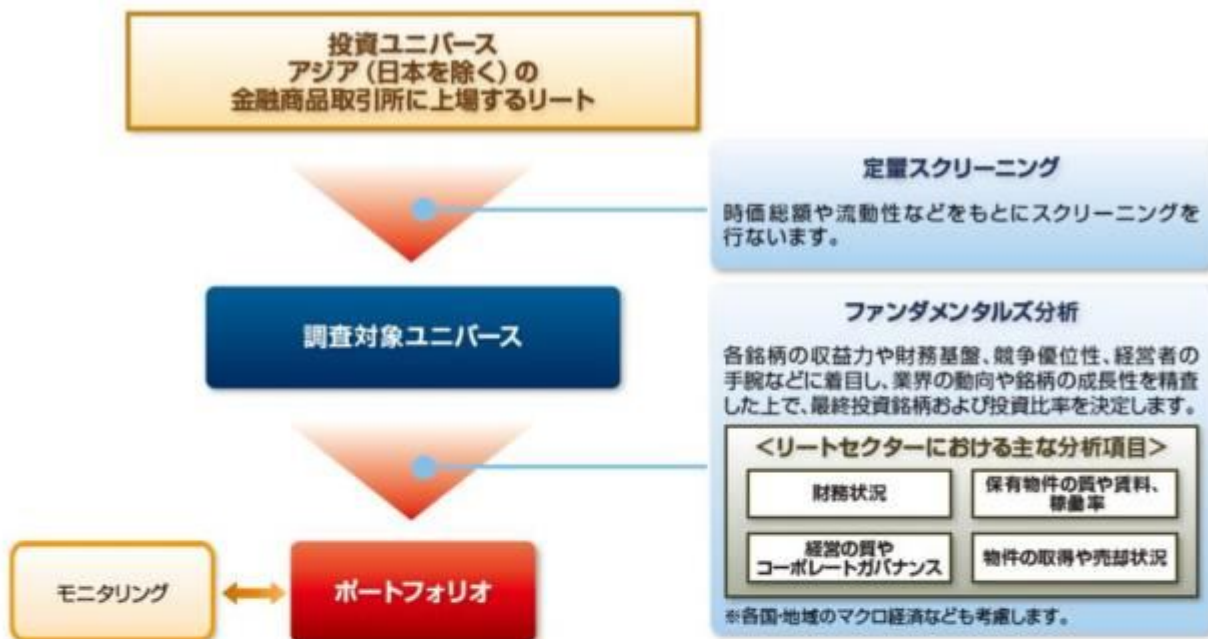 投資ユニバース
アジア（日本を除く）の
金融商品取引所に上場するリート
定量スクリーニング
時価総額や流動性などをもとにスクリーニングを
行ないます。
調査対象ユニバース
ファンダメンタルズ分析
各銘柄の収益力や財務基盤、競争優位性、経営者の
手腕などに着目し、業界の動向や銘柄の成長性を精査
した上で、最終投資銘柄および投資比率を決定します。
＜リートセクターにおける主な分析項目＞
財務状況
保有物件の質や賃料、
稼働率
経営の質や
コーポレートガバナンス
物件の取得や売却状況
※各国・地域のマクロ経済なども考慮します。
モニタリング
ポートフォリオ